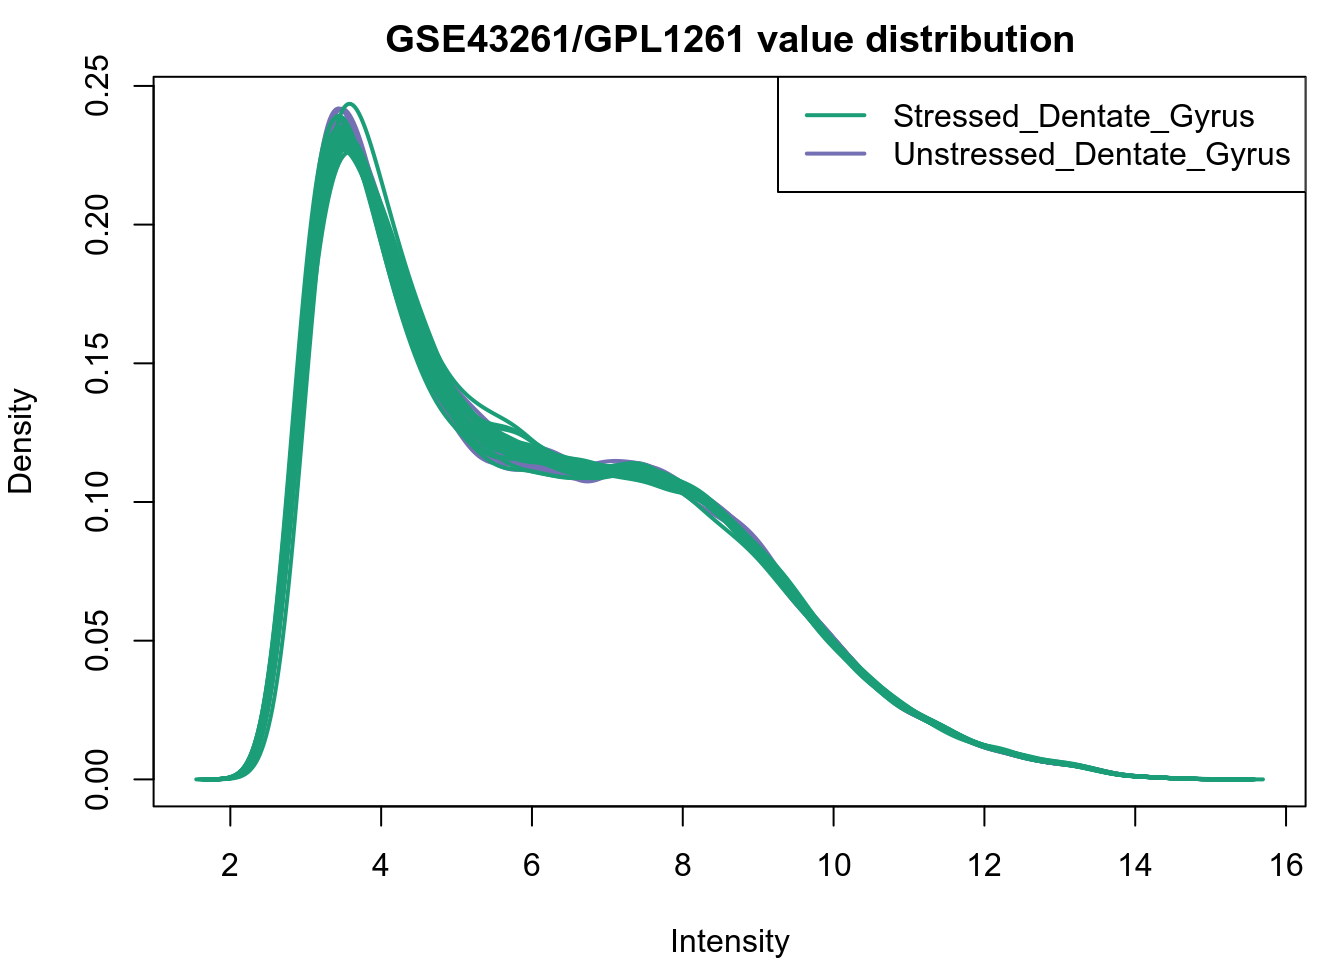 GSE43261/GPL1261 value distribution
Stressed_Dentate_Gyrus
Unstressed_Dentate_Gyrus
Density
0.25
0.20
0.15
0.10
0.05
0.00
2 4 6 8 10 12 14 16
Intensity